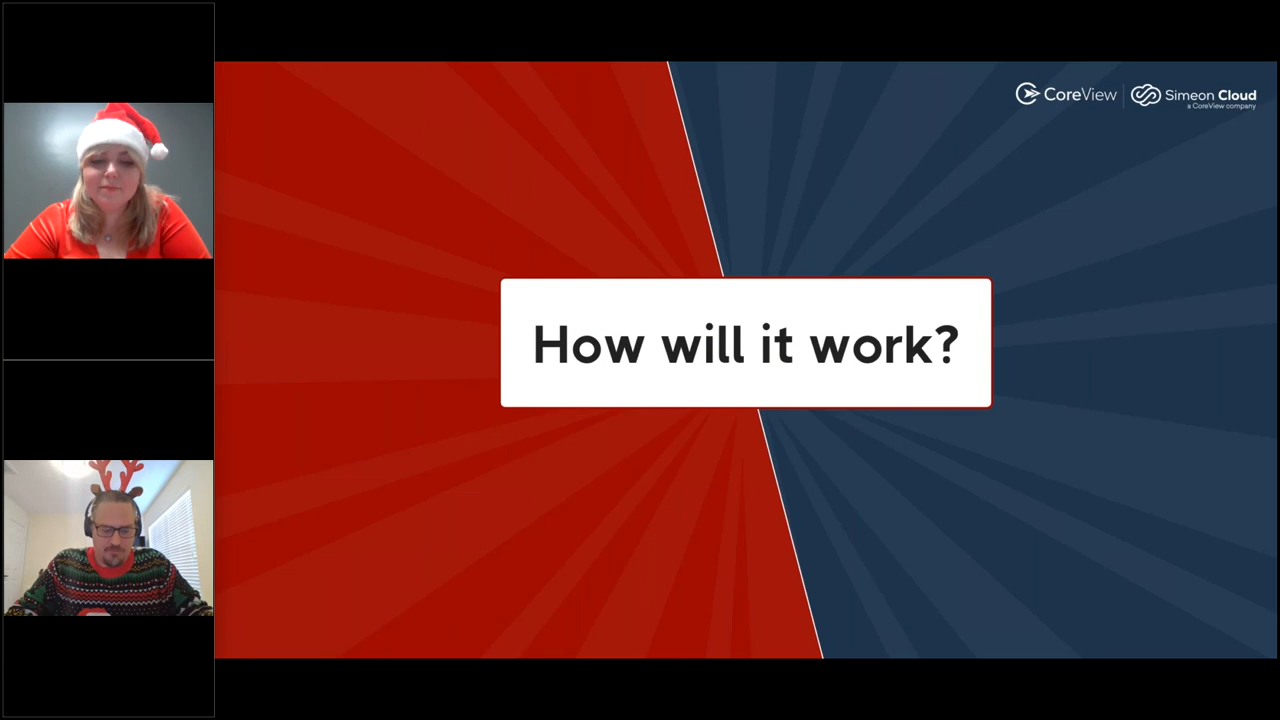 CoreView
Simeon Cloud
a CoreView company
How will it work?